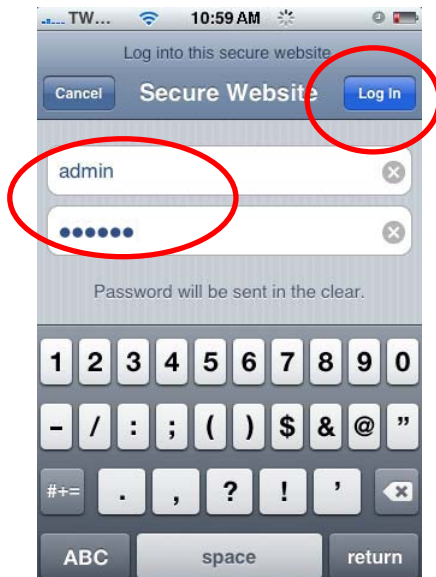 TW... 10:59 AM
Log into this secure website
Cancel Secure Website Log In
admin
●●●●●●
Password will be sent in the clear.
1 2 3 4 5 6 7 8 9 0
- / : ; ( ) $ & @ "
#+= . , ? ! '
ABC space return